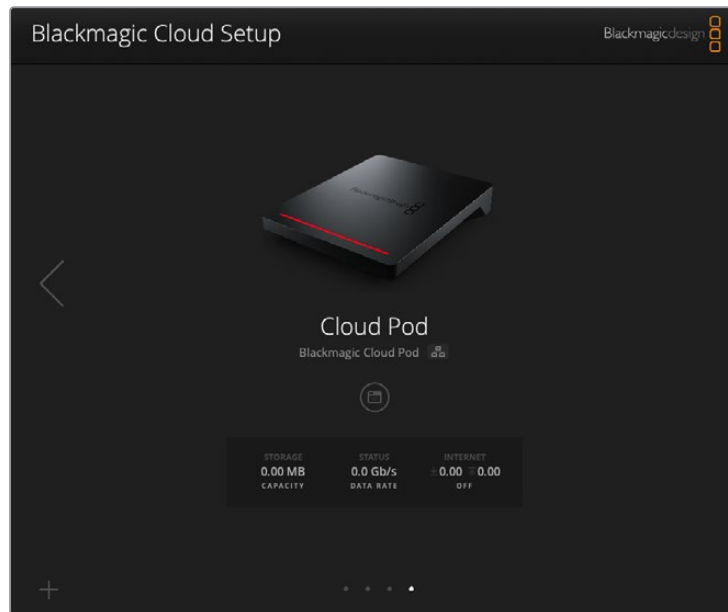 Blackmagic Cloud Setup
Blackmagicdesign
Blackmagicdesign
Cloud Pod
Blackmagic Cloud Pod
STORAGE STATUS INTERNET
0.00 MB 0.0 Gb/s 0.00 0.00
CAPACITY DATA RATE OFF